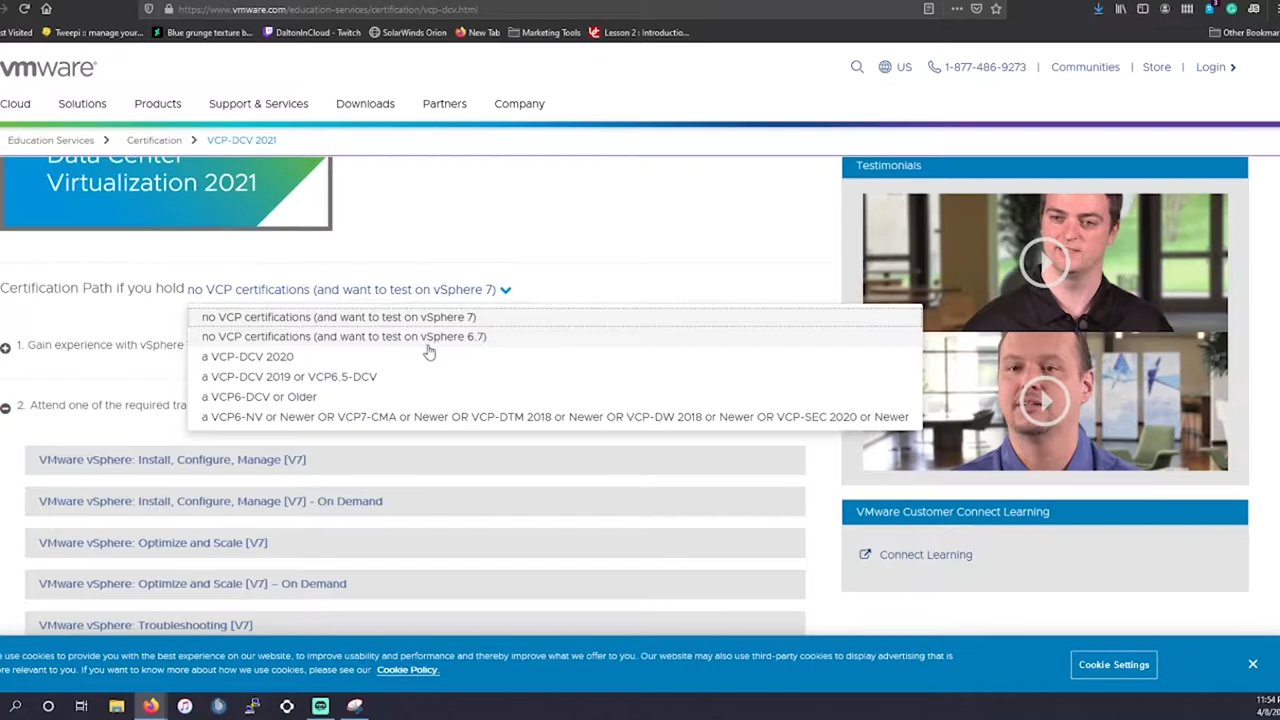 https://www.vmware.com/education-services/certification/vcp-dcv.html
st Visited Tweepi :: manage your... Blue grunge texture b... DaltonInCloud - Twitch SolarWinds Orion New Tab Marketing Tools Lesson 2 : Introductio... Other Bookmar
vmware® US 1-877-486-9273 | Communities | Store | Login
Cloud Solutions Products Support & Services Downloads Partners Company
Education Services Certification VCP-DCV 2021
Data Center
Virtualization 2021
Testimonials
Certification Path if you hold no VCP certifications (and want to test on vSphere 7)
no VCP certifications (and want to test on vSphere 7)
no VCP certifications (and want to test on vSphere 6.7)
1. Gain experience with vSphere
a VCP-DCV 2020
a VCP-DCV 2019 or VCP6.5-DCV
a VCP6-DCV or Older
2. Attend one of the required tra
a VCP6-NV or Newer OR VCP7-CMA or Newer OR VCP-DTM 2018 or Newer OR VCP-DW 2018 or Newer OR VCP-SEC 2020 or Newer
VMware vSphere: Install, Configure, Manage [V7]
VMware vSphere: Install, Configure, Manage [V7] - On Demand
VMware vSphere: Optimize and Scale [V7]
VMware vSphere: Optimize and Scale [V7] – On Demand
VMware vSphere: Troubleshooting [V7]
VMware Customer Connect Learning
Connect Learning
e use cookies to provide you with the best experience on our website, to improve usability and performance and thereby improve what we offer to you. Our website may also use third-party cookies to display advertising that is
ore relevant to you. If you want to know more about how we use cookies, please see our Cookie Policy.
Cookie Settings
11:54 P
4/8/20